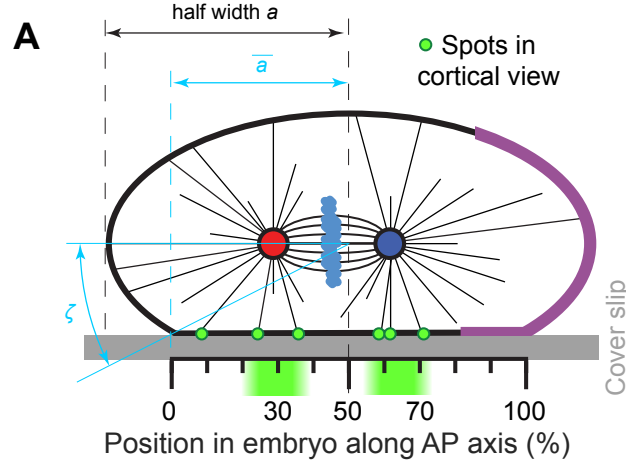 A
half width a
a
Spots in
cortical view
ζ
Cover slip
0 30 50 70 100
Position in embryo along AP axis (%)